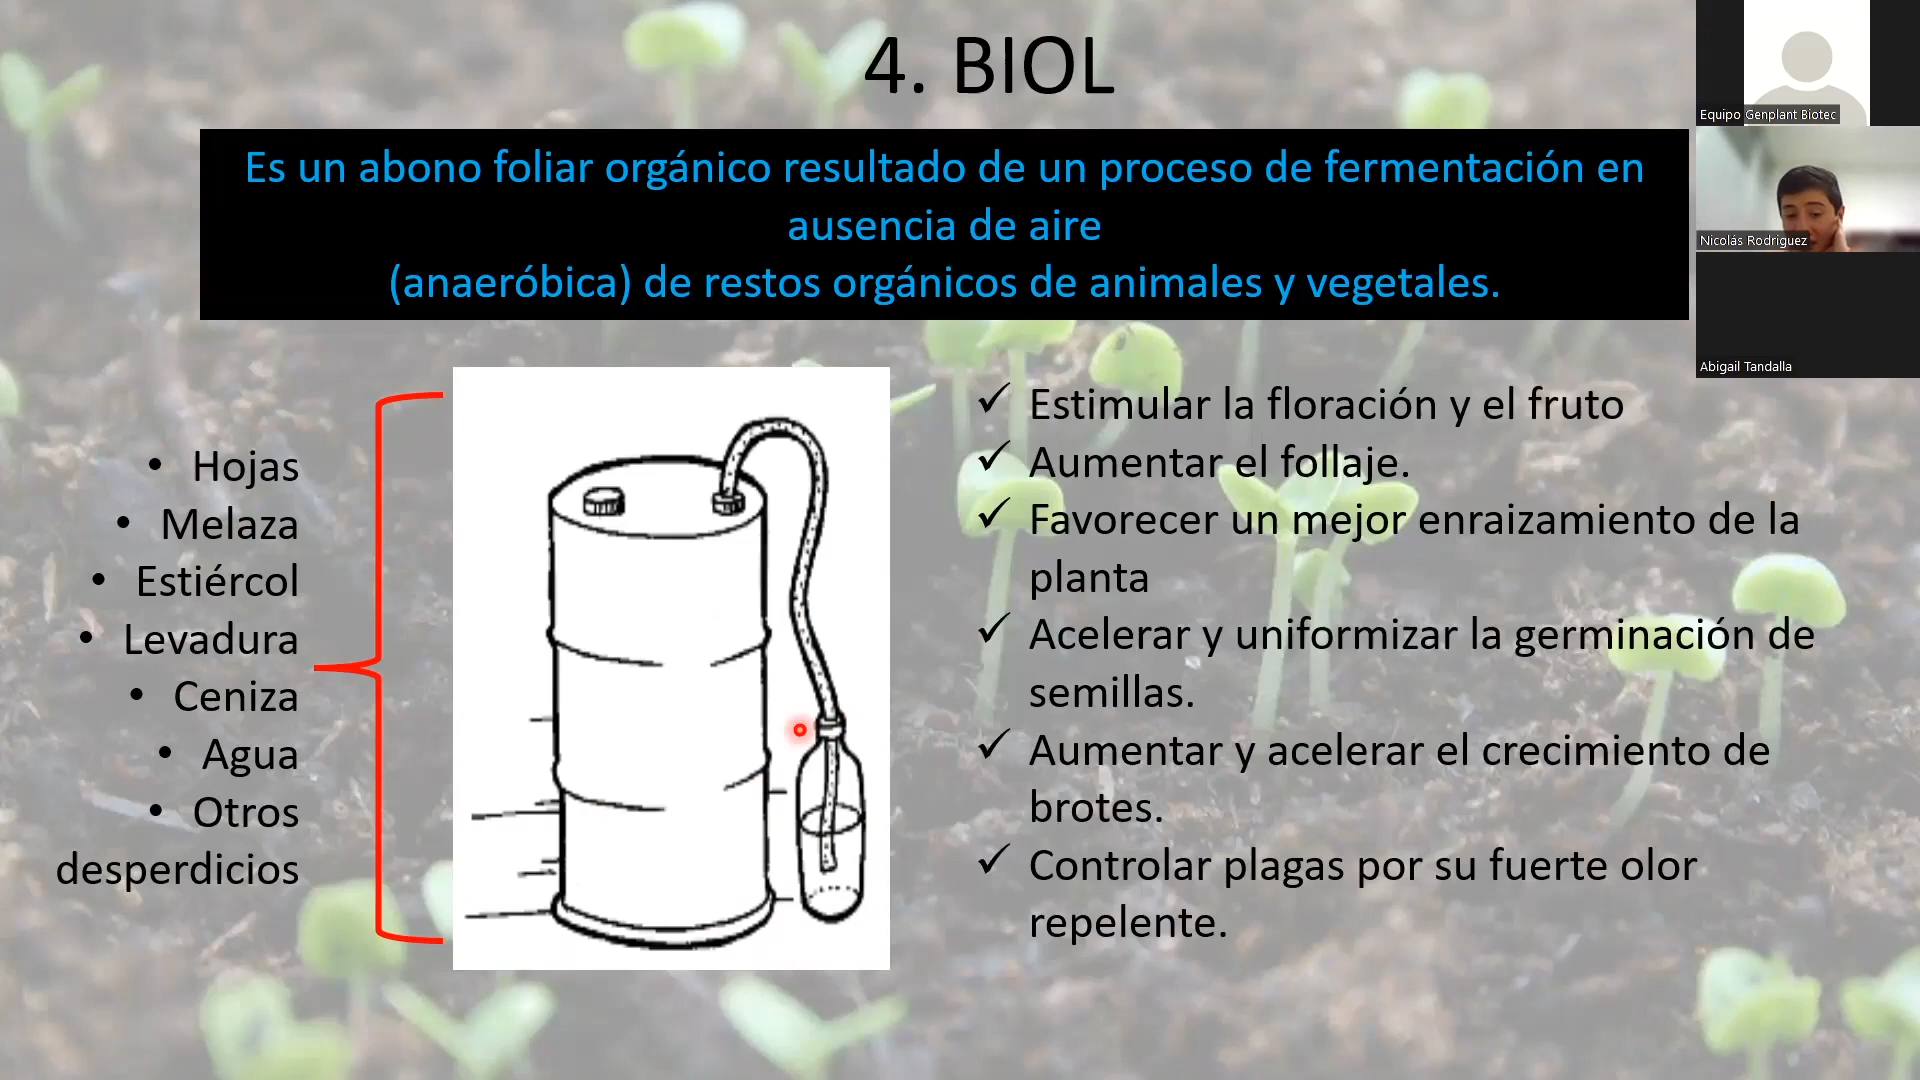 4. BIOL
Es un abono foliar orgánico resultado de un proceso de fermentación en
ausencia de aire
(anaeróbica) de restos orgánicos de animales y vegetales.
• Hojas
• Melaza
• Estiércol
• Levadura
• Ceniza
• Agua
• Otros
desperdicios
✓ Estimular la floración y el fruto
✓ Aumentar el follaje.
✓ Favorecer un mejor enraizamiento de la
planta
✓ Acelerar y uniformizar la germinación de
semillas.
✓ Aumentar y acelerar el crecimiento de
brotes.
✓ Controlar plagas por su fuerte olor
repelente.
Equipo Genplant Biotec
Nicolás Rodriguez
Abigail Tandalla